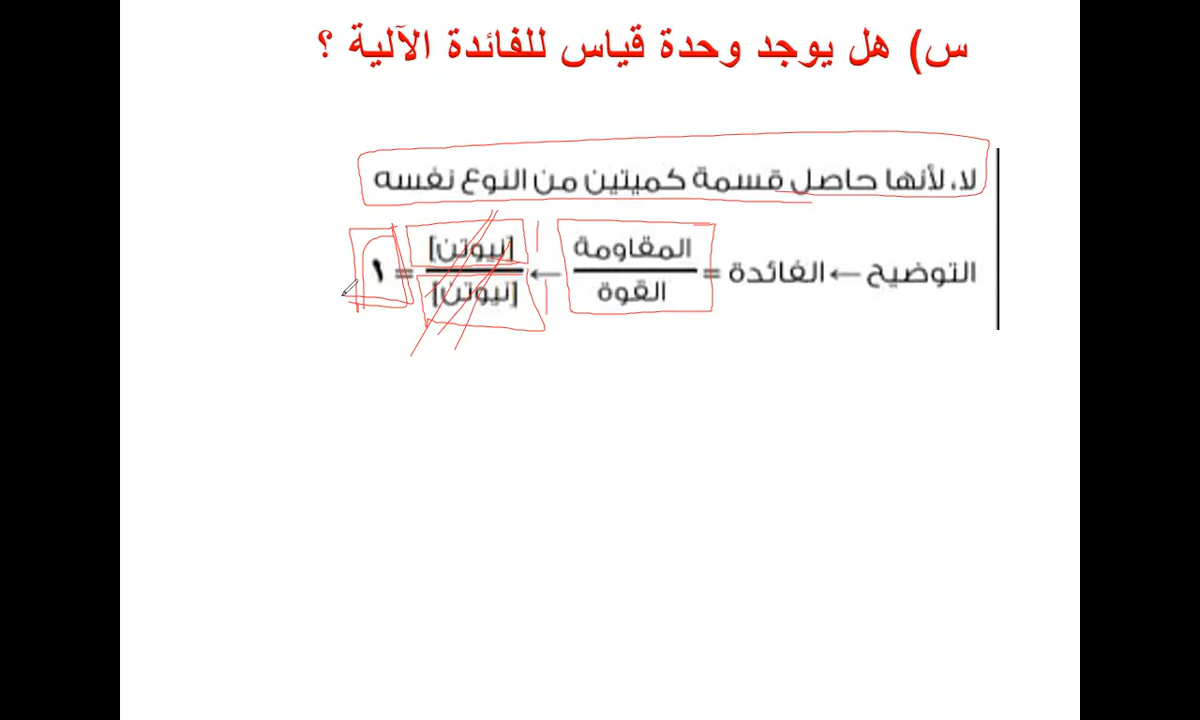 س) هل يوجد وحدة قياس للفائدة الآلية ؟
لا، لأنها حاصل قسمة كميتين من النوع نفسه
التوضيح ← الفائدة = المقاومة / القوة ← [نيوتن] / [نيوتن] = ١